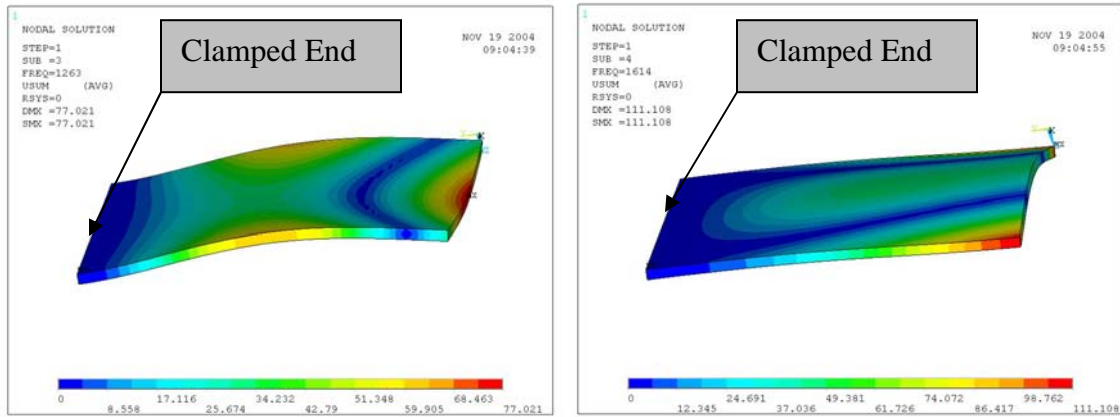 1
NODAL SOLUTION
STEP=1
SUB =3
FREQ=1263
USUM (AVG)
RSYS=0
DMX =77.021
SMX =77.021
Clamped End
NOV 19 2004
09:04:39
MX
0 17.116 34.232 51.348 68.463
8.558 25.674 42.79 59.905 77.021
1
NODAL SOLUTION
STEP=1
SUB =4
FREQ=1614
USUM (AVG)
RSYS=0
DMX =111.108
SMX =111.108
Clamped End
NOV 19 2004
09:04:55
MX
0 24.691 49.381 74.072 98.762
12.345 37.036 61.726 86.417 111.108